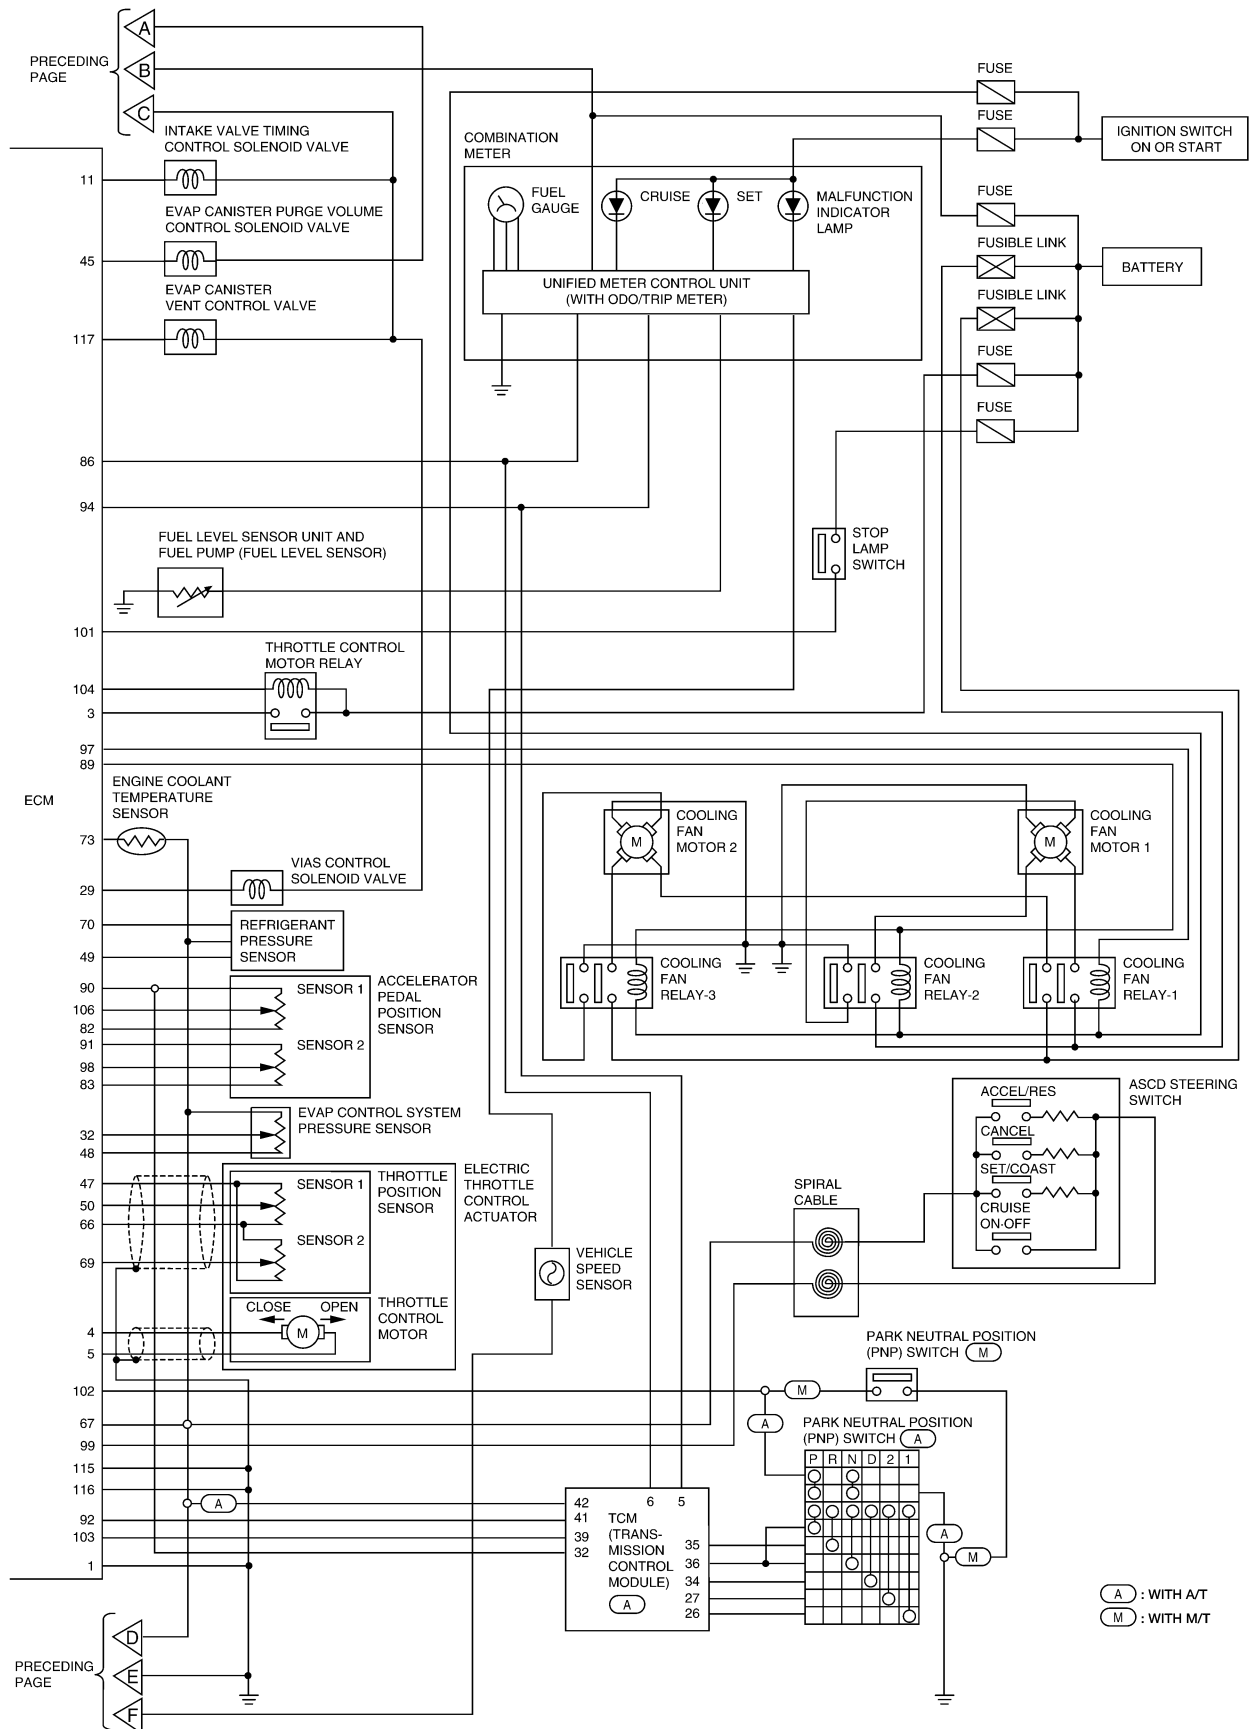 PRECEDING
PAGE
A
B
C
INTAKE VALVE TIMING
CONTROL SOLENOID VALVE
11
EVAP CANISTER PURGE VOLUME
CONTROL SOLENOID VALVE
45
EVAP CANISTER
VENT CONTROL VALVE
117
COMBINATION
METER
FUEL
GAUGE
CRUISE
SET
MALFUNCTION
INDICATOR
LAMP
UNIFIED METER CONTROL UNIT
(WITH ODO/TRIP METER)
FUSE
FUSE
IGNITION SWITCH
ON OR START
FUSE
FUSIBLE LINK
BATTERY
FUSIBLE LINK
FUSE
FUSE
86
94
FUEL LEVEL SENSOR UNIT AND
FUEL PUMP (FUEL LEVEL SENSOR)
STOP
LAMP
SWITCH
101
THROTTLE CONTROL
MOTOR RELAY
104
3
97
89
ECM
ENGINE COOLANT
TEMPERATURE
SENSOR
73
VIAS CONTROL
SOLENOID VALVE
29
70
REFRIGERANT
PRESSURE
SENSOR
49
M
COOLING
FAN
MOTOR 2
M
COOLING
FAN
MOTOR 1
COOLING
FAN
RELAY-3
COOLING
FAN
RELAY-2
COOLING
FAN
RELAY-1
90
106
82
91
98
83
SENSOR 1
SENSOR 2
ACCELERATOR
PEDAL
POSITION
SENSOR
EVAP CONTROL SYSTEM
PRESSURE SENSOR
32
48
47
50
66
69
SENSOR 1
SENSOR 2
THROTTLE
POSITION
SENSOR
ELECTRIC
THROTTLE
CONTROL
ACTUATOR
CLOSE
OPEN
M
THROTTLE
CONTROL
MOTOR
4
5
VEHICLE
SPEED
SENSOR
SPIRAL
CABLE
ASCD STEERING
SWITCH
ACCEL/RES
CANCEL
SET/COAST
CRUISE
ON·OFF
PARK NEUTRAL POSITION
(PNP) SWITCH M
102
M
67
A
99
PARK NEUTRAL POSITION
(PNP) SWITCH A
P R N D 2 1
115
116
A
92
103
1
42
41
39
32
6 5
TCM
(TRANS-
MISSION
CONTROL
MODULE)
A
35
36
34
27
26
A
M
A : WITH A/T
M : WITH M/T
PRECEDING
PAGE
D
E
F